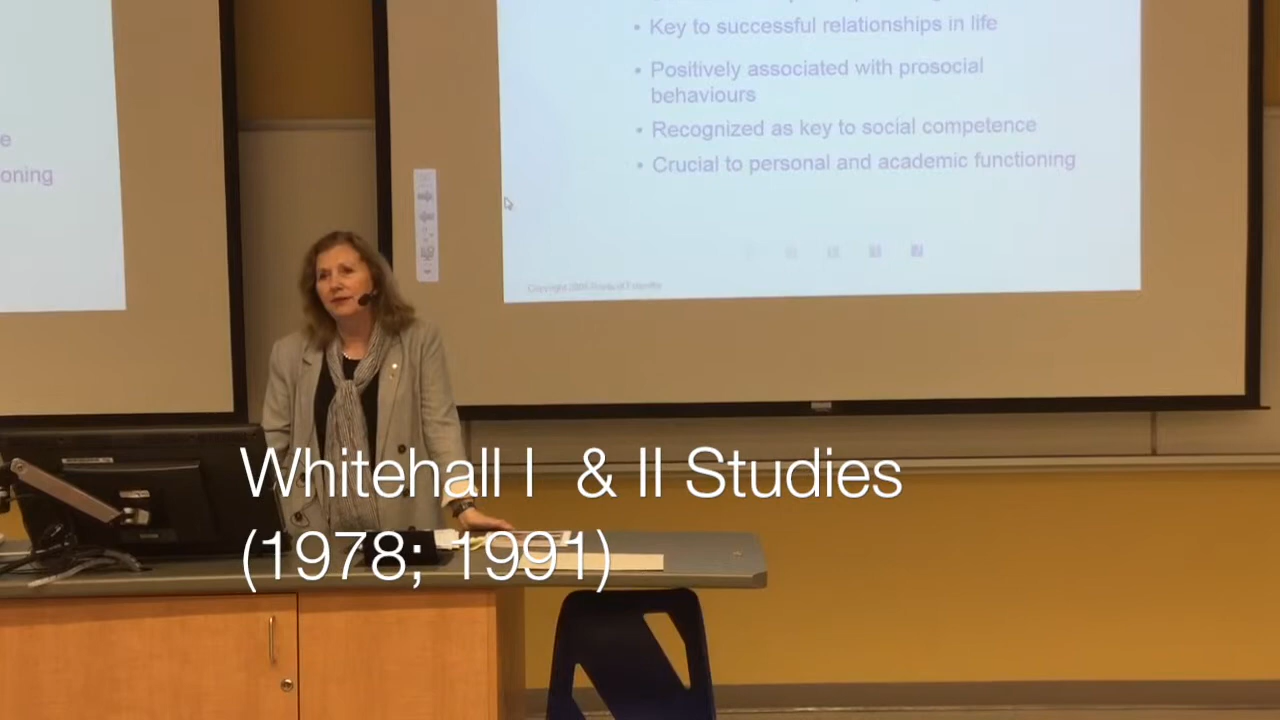 • Key to successful relationships in life
• Positively associated with prosocial
behaviours
• Recognized as key to social competence
• Crucial to personal and academic functioning
e
oning
Whitehall I & II Studies
(1978; 1991)